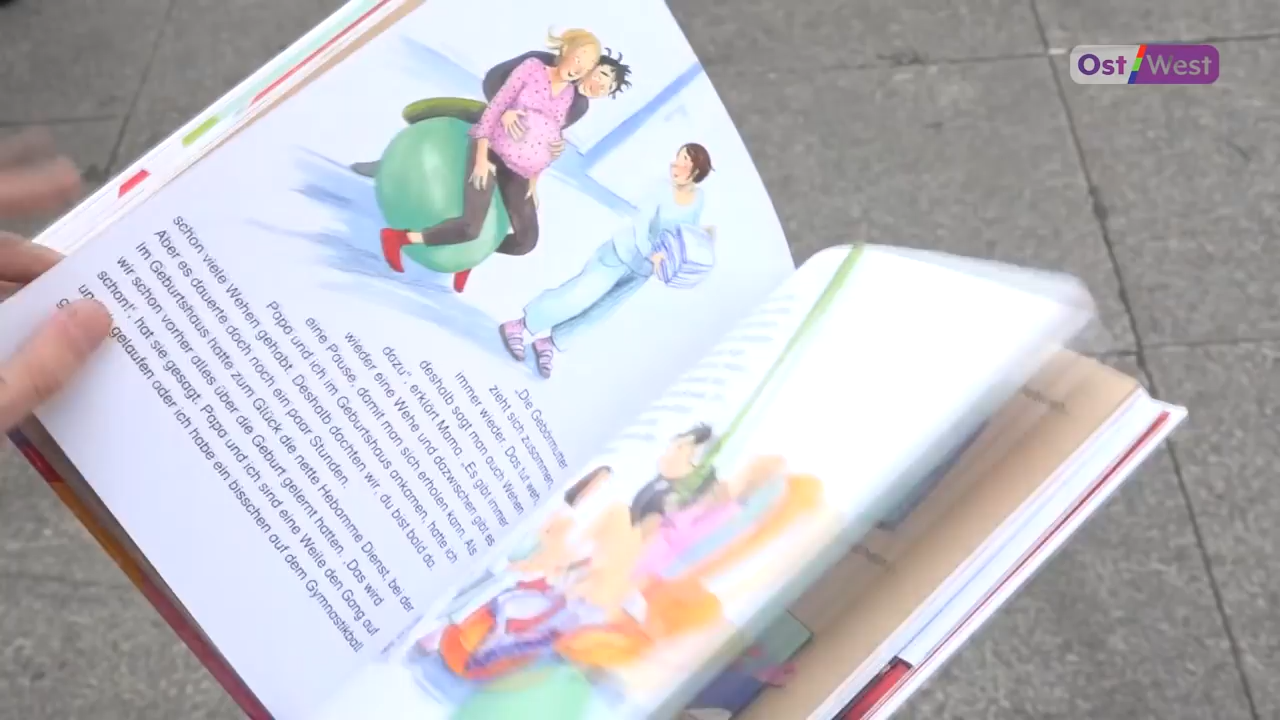 Ost/West
„Die Gebärmutter
zieht sich zusammen,
immer wieder. Das tut weh,
deshalb sagt man auch Wehen
dazu“, erklärt Mama. „Es gibt immer
wieder eine Wehe und dazwischen gibt es
eine Pause, damit man sich erholen kann. Als
Papa und ich im Geburtshaus ankamen, hatte ich
schon viele Wehen gehabt. Deshalb dachten wir, du bist bald da.
Aber es dauerte doch noch ein paar Stunden.
Im Geburtshaus hatte zum Glück die nette Hebamme Dienst, bei der
wir schon vorher alles über die Geburt gelernt hatten. ‚Das wird
schon!‘, hat sie gesagt. Papa und ich sind eine Weile den Gang auf
gelaufen oder ich habe ein bisschen auf dem Gymnastikball